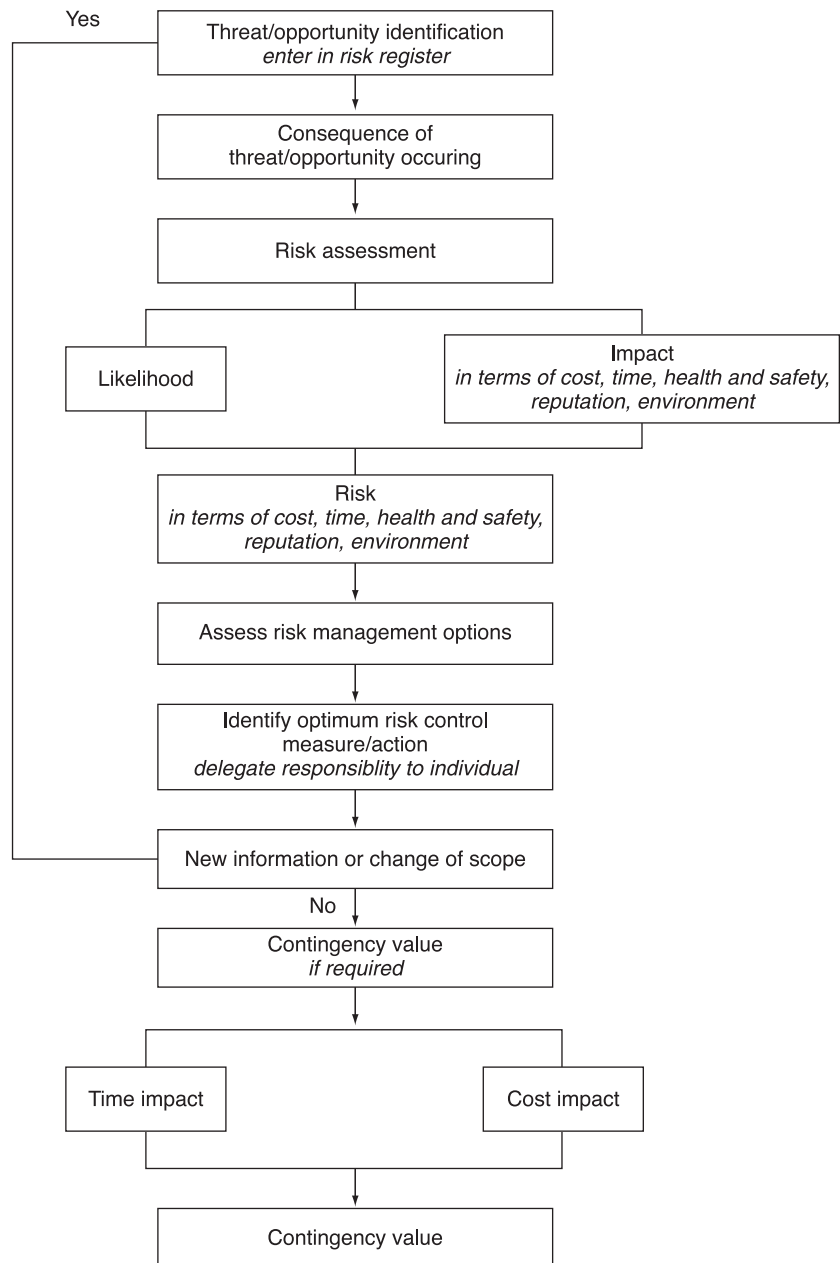 Yes
Threat/opportunity identification
enter in risk register
Consequence of
threat/opportunity occuring
Risk assessment
Likelihood
Impact
in terms of cost, time, health and safety,
reputation, environment
Risk
in terms of cost, time, health and safety,
reputation, environment
Assess risk management options
Identify optimum risk control
measure/action
delegate responsiblity to individual
New information or change of scope
No
Contingency value
if required
Time impact
Cost impact
Contingency value